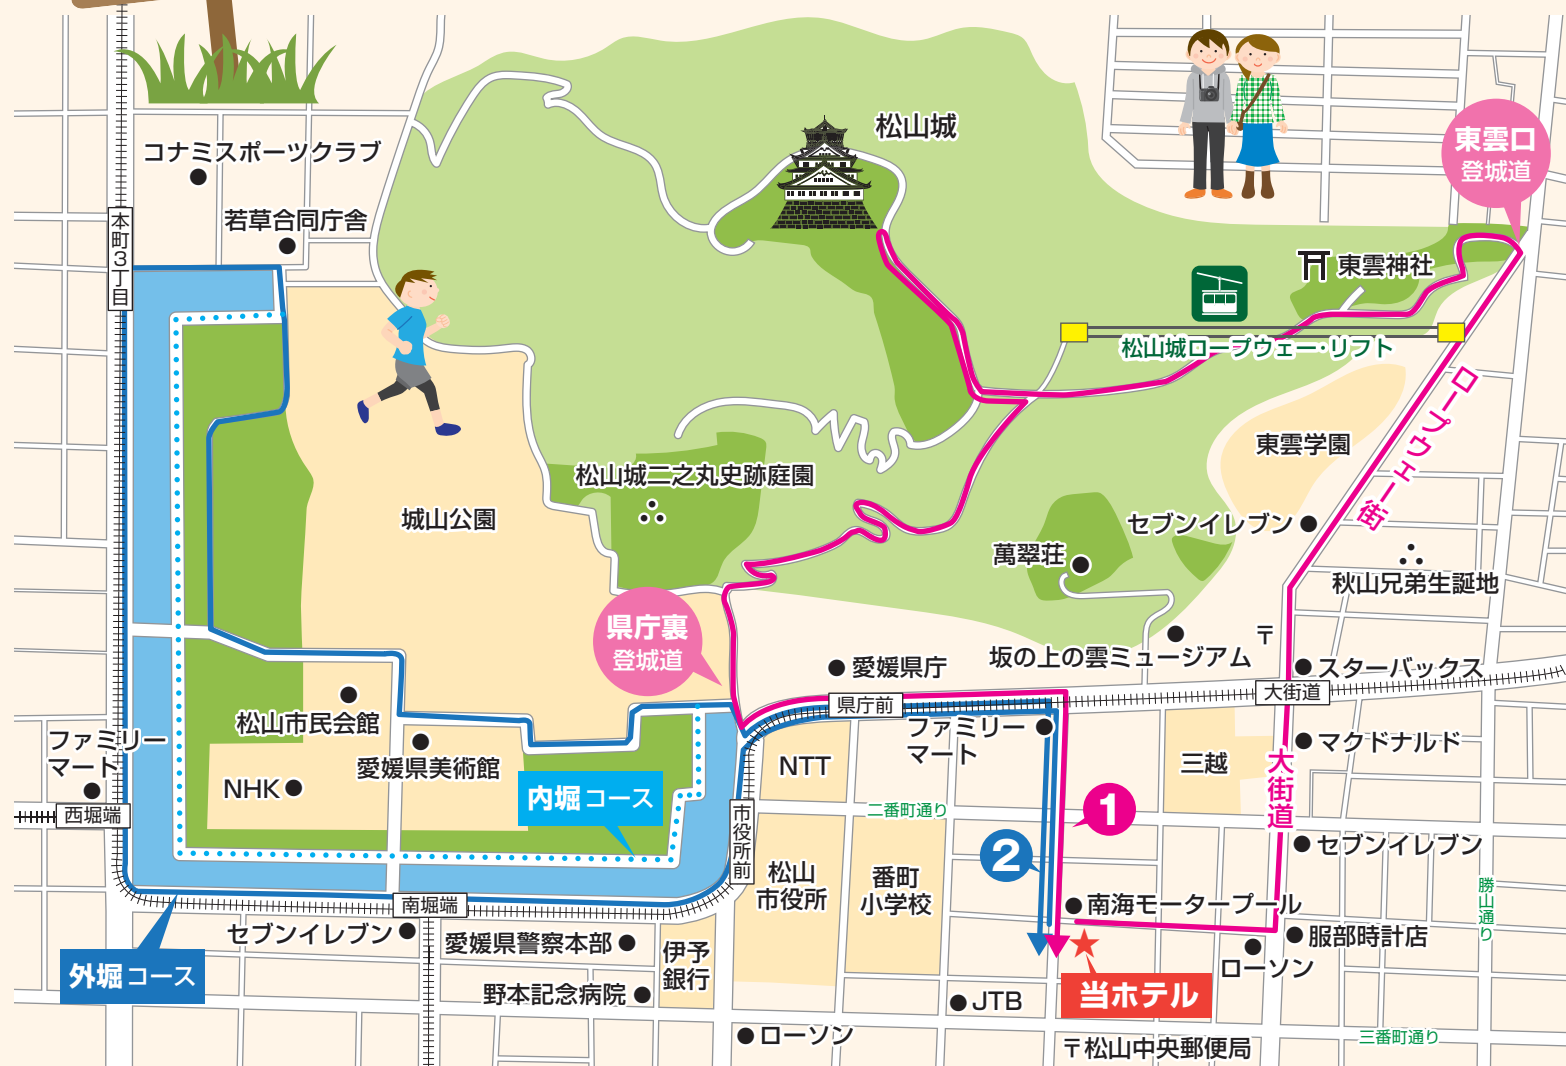 松山城
東雲口
登城道
コナミスポーツクラブ
若草合同庁舎
本町3丁目
東雲神社
松山城ロープウェー・リフト
ロープウェー街
東雲学園
松山城二之丸史跡庭園
城山公園
セブンイレブン
萬翠荘
秋山兄弟生誕地
県庁裏
登城道
〒
坂の上の雲ミュージアム
愛媛県庁
スターバックス
大街道
県庁前
松山市民会館
ファミリー
マート
ファミリー
マート
愛媛県美術館
NTT
三越
マクドナルド
大街道
NHK
内堀コース
西堀端
市役所前
二番町通り
1
2
セブンイレブン
松山
市役所
番町
小学校
勝山通り
南堀端
南海モータープール
セブンイレブン
愛媛県警察本部
伊予
銀行
服部時計店
ローソン
外堀コース
野本記念病院
当ホテル
JTB
ローソン
三番町通り
〒松山中央郵便局